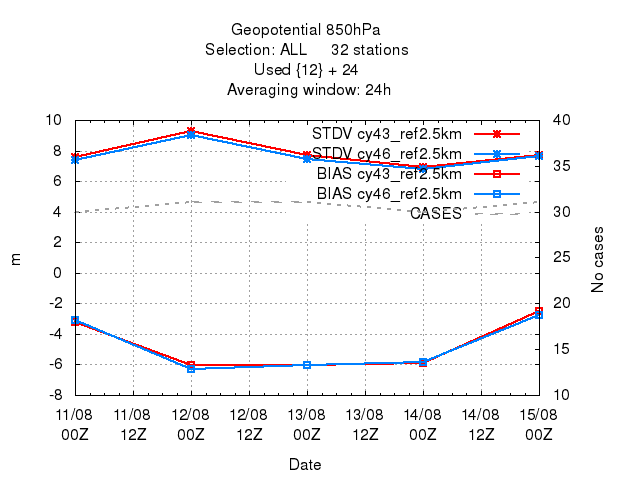 Geopotential 850hPa
Selection: ALL 32 stations
Used {12} + 24
Averaging window: 24h
10 40
STDV cy43_ref2.5km
8
STDV cy46_ref2.5km
35
6
BIAS cy43_ref2.5km
BIAS cy46_ref2.5km
4 30
CASES
2
25
m
0
No cases
-2 20
-4
15
-6
-8 10
11/08 11/08 12/08 12/08 13/08 13/08 14/08 14/08 15/08
00Z 12Z 00Z 12Z 00Z 12Z 00Z 12Z 00Z
Date